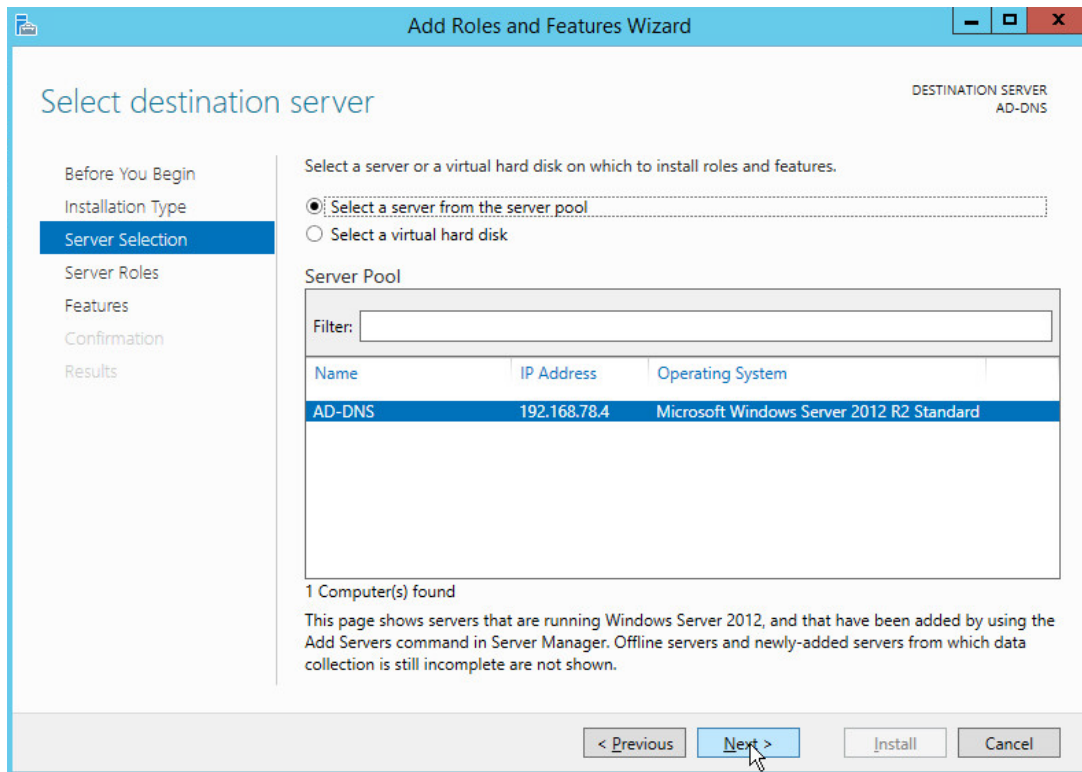 Add Roles and Features Wizard
Select destination server
DESTINATION SERVER
AD-DNS
Before You Begin
Installation Type
Server Selection
Server Roles
Features
Confirmation
Results
Select a server or a virtual hard disk on which to install roles and features.
Select a server from the server pool
Select a virtual hard disk
Server Pool
Filter:
Name IP Address Operating System
AD-DNS 192.168.78.4 Microsoft Windows Server 2012 R2 Standard
1 Computer(s) found
This page shows servers that are running Windows Server 2012, and that have been added by using the
Add Servers command in Server Manager. Offline servers and newly-added servers from which data
collection is still incomplete are not shown.
< Previous Next > Install Cancel